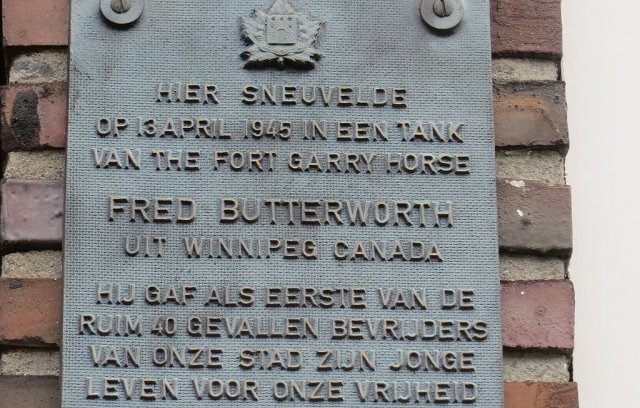 HIER SNEUVELDE
OP 13 APRIL 1945 IN EEN TANK
VAN THE FORT GARRY HORSE
FRED BUTTERWORTH
UIT WINNIPEG CANADA
HIJ GAF ALS EERSTE VAN DE
RUIM 40 GEVALLEN BEVRIJDERS
VAN ONZE STAD ZIJN JONGE
LEVEN VOOR ONZE VRIJHEID